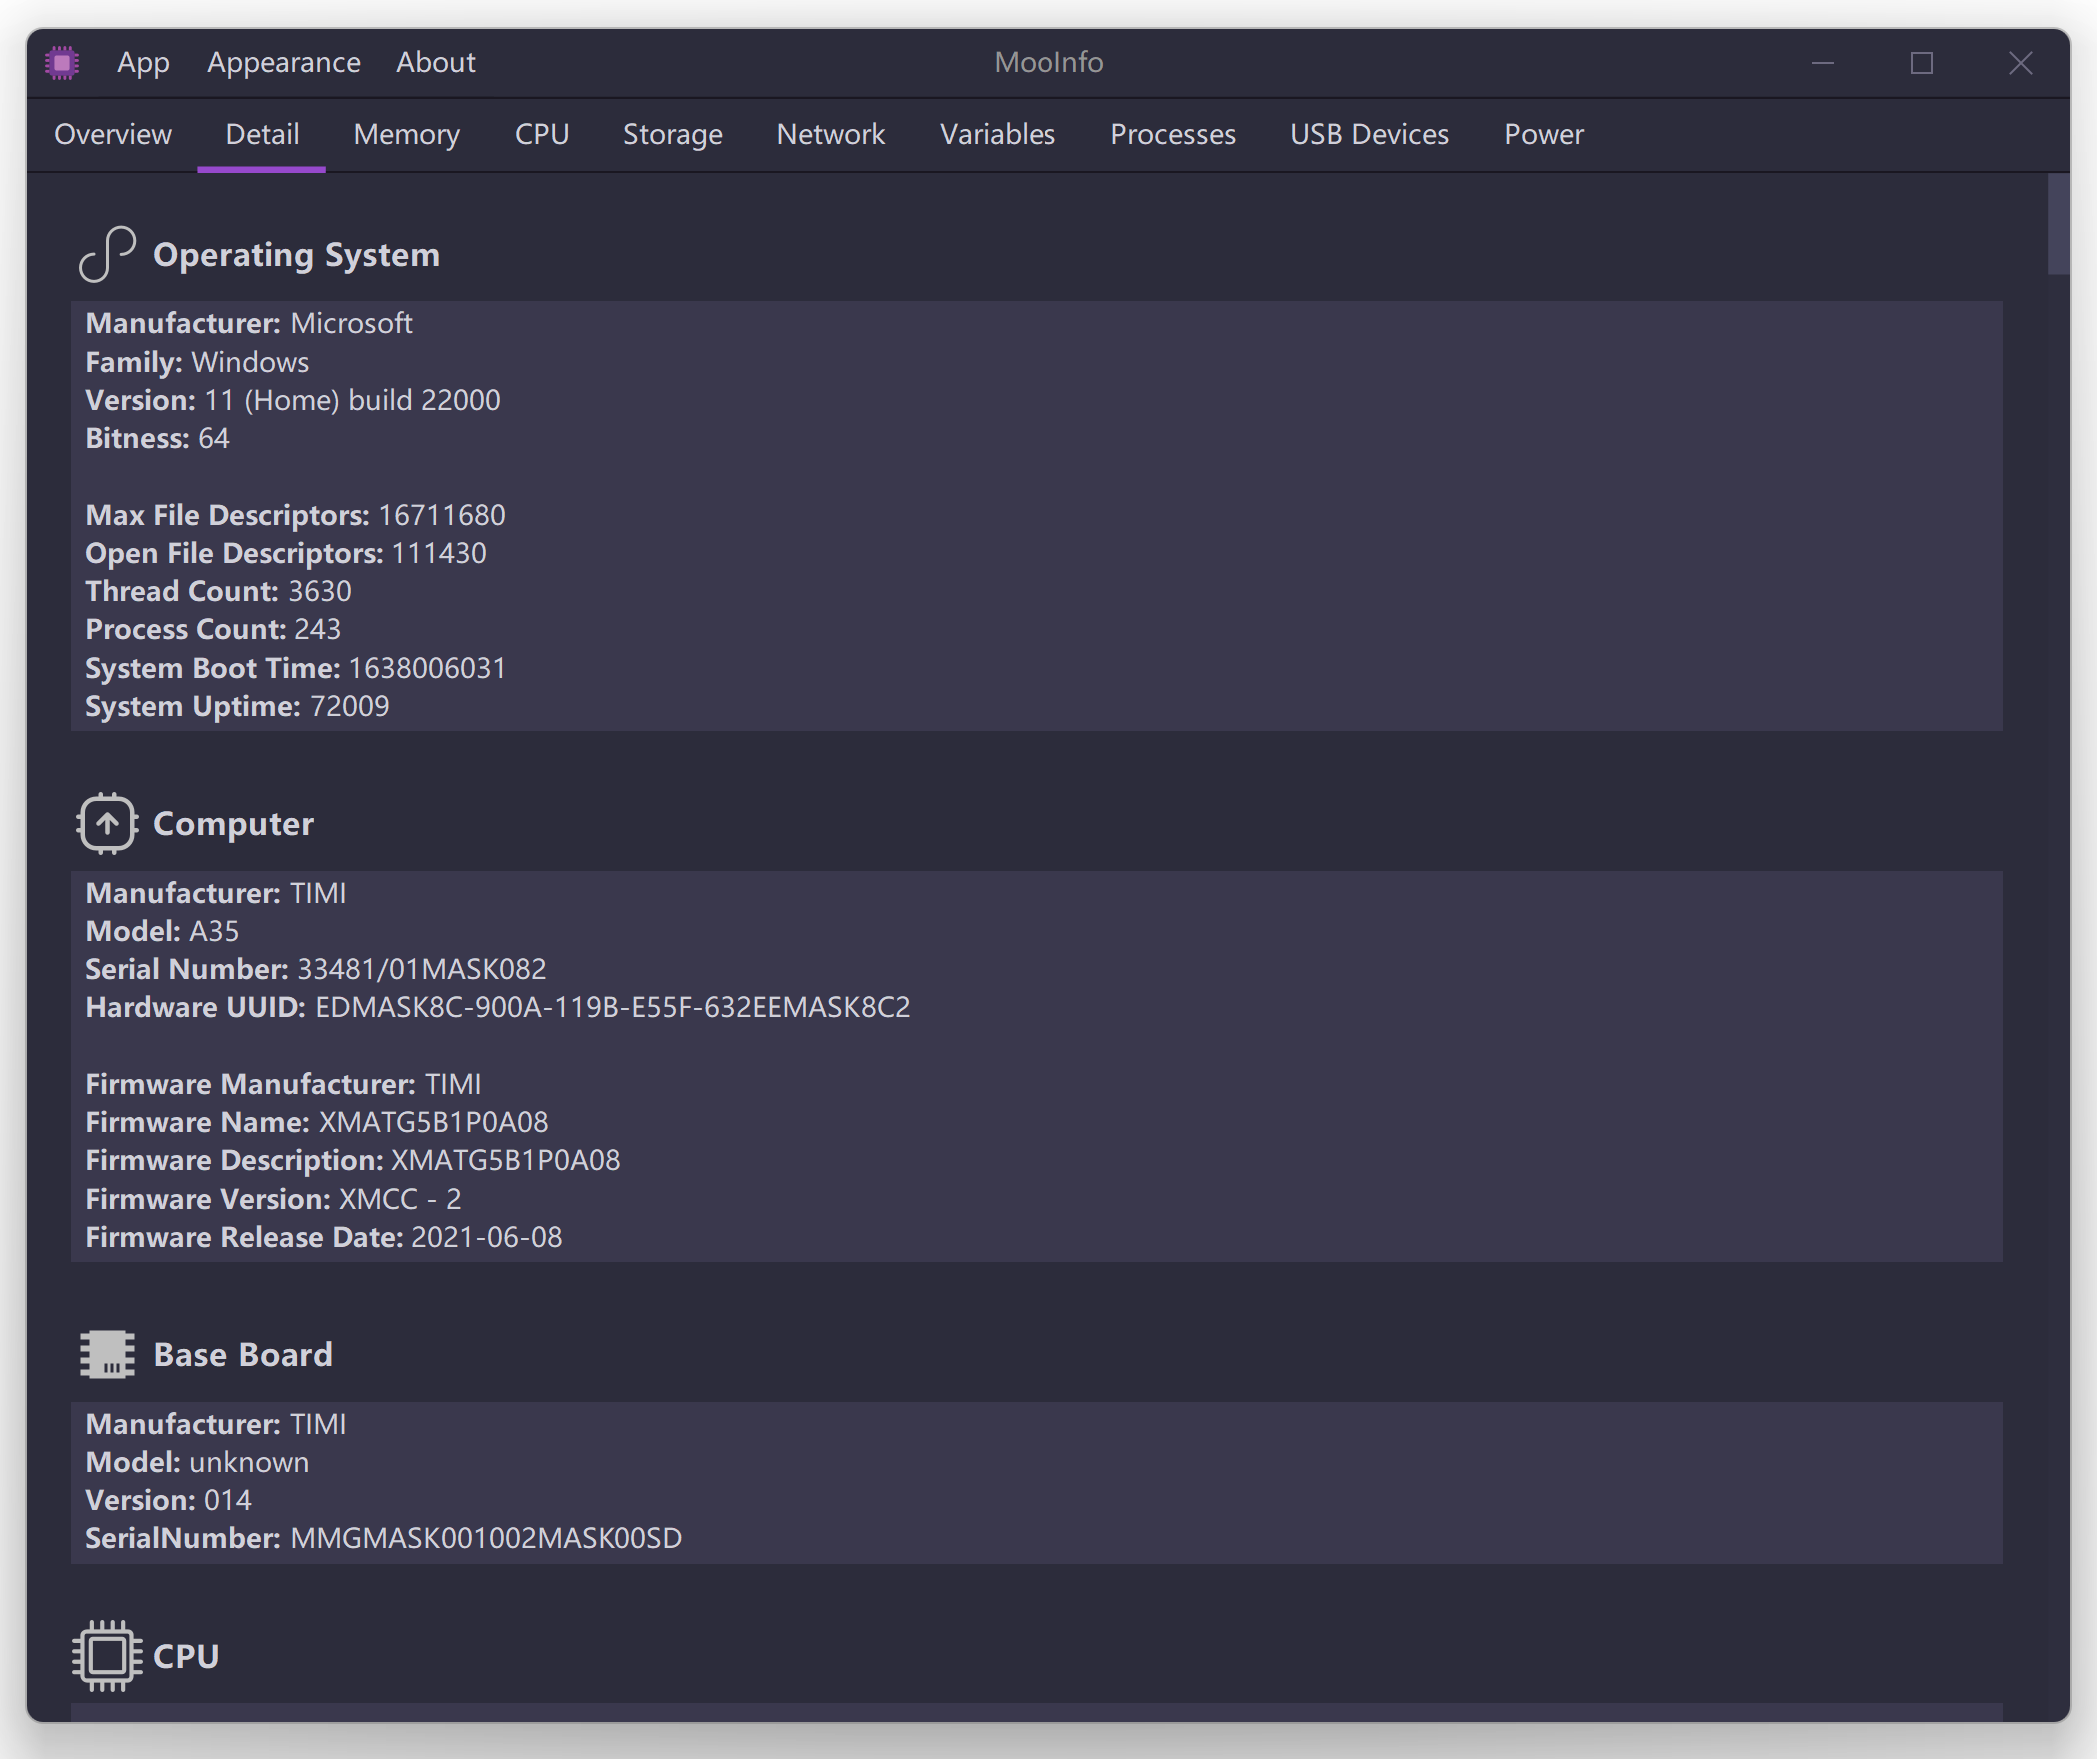 App Appearance About MooInfo
Overview Detail Memory CPU Storage Network Variables Processes USB Devices Power
Operating System
Manufacturer: Microsoft
Family: Windows
Version: 11 (Home) build 22000
Bitness: 64
Max File Descriptors: 16711680
Open File Descriptors: 111430
Thread Count: 3630
Process Count: 243
System Boot Time: 1638006031
System Uptime: 72009
Computer
Manufacturer: TIMI
Model: A35
Serial Number: 33481/01MASK082
Hardware UUID: EDMASK8C-900A-119B-E55F-632EEMASK8C2
Firmware Manufacturer: TIMI
Firmware Name: XMATG5B1P0A08
Firmware Description: XMATG5B1P0A08
Firmware Version: XMCC - 2
Firmware Release Date: 2021-06-08
Base Board
Manufacturer: TIMI
Model: unknown
Version: 014
SerialNumber: MMGMASK001002MASK00SD
CPU